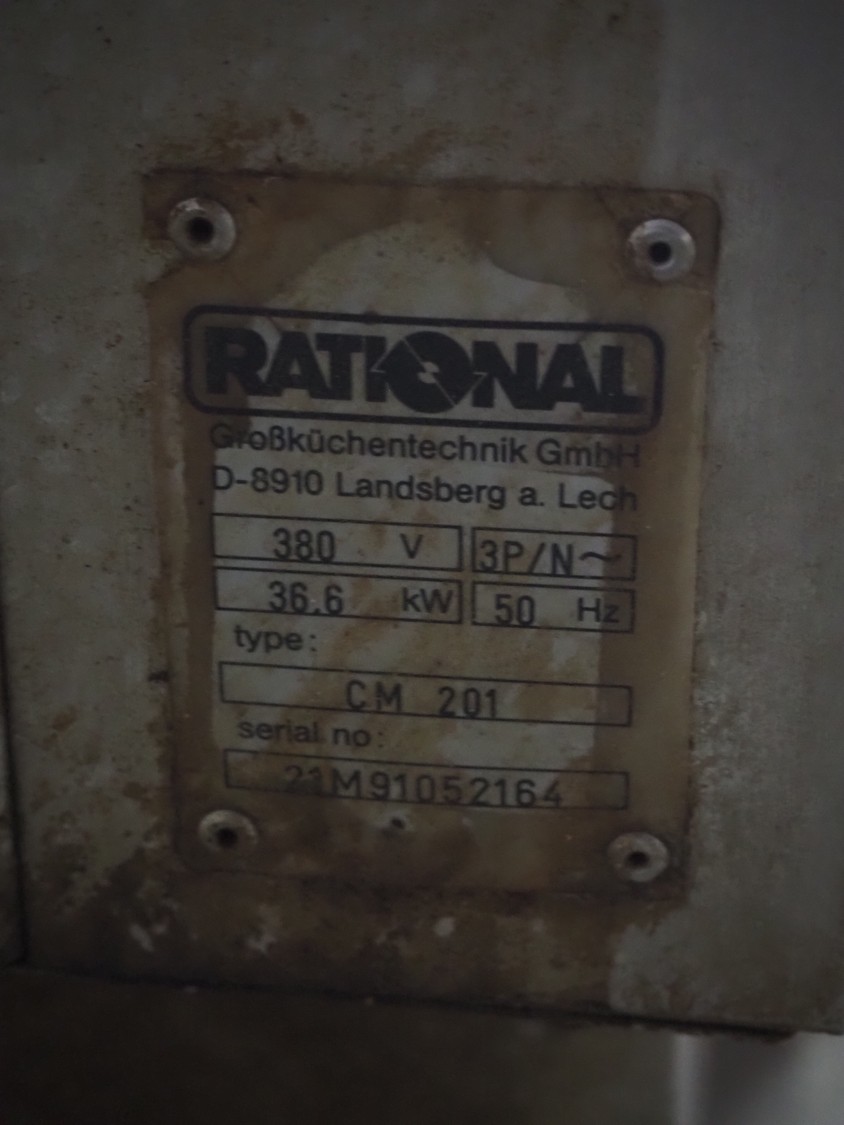 RATIONAL
Großküchentechnik GmbH
D-8910 Landsberg a. Lech
380 V 3P/N~
36.6 kW 50 Hz
type:
CM 201
serial no:
21M91052164